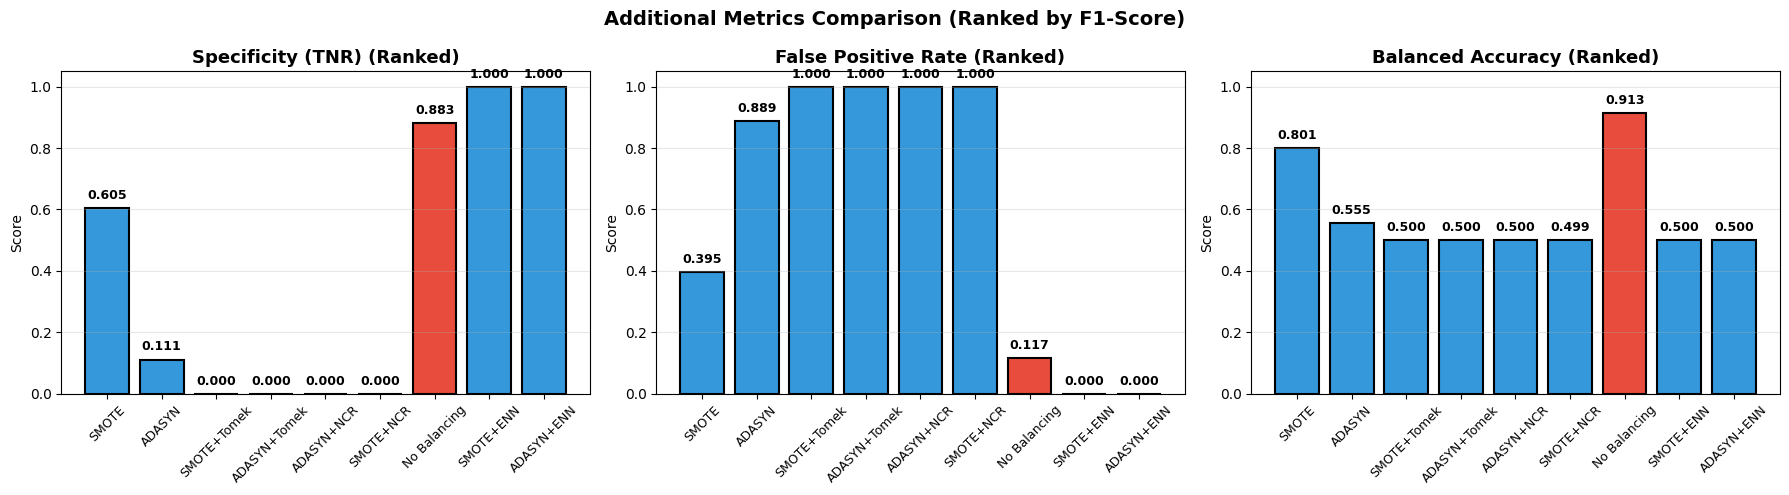 Additional Metrics Comparison (Ranked by F1-Score)
Specificity (TNR) (Ranked)
Score
1.0
0.8
0.6
0.4
0.2
0.0
0.605
0.111
0.000
0.000
0.000
0.000
0.883
1.000
1.000
SMOTE
ADASYN
SMOTE+Tomek
ADASYN+Tomek
ADASYN+NCR
SMOTE+NCR
No Balancing
SMOTE+ENN
ADASYN+ENN
False Positive Rate (Ranked)
Score
1.0
0.8
0.6
0.4
0.2
0.0
0.395
0.889
1.000
1.000
1.000
1.000
0.117
0.000
0.000
SMOTE
ADASYN
SMOTE+Tomek
ADASYN+Tomek
ADASYN+NCR
SMOTE+NCR
No Balancing
SMOTE+ENN
ADASYN+ENN
Balanced Accuracy (Ranked)
Score
1.0
0.8
0.6
0.4
0.2
0.0
0.801
0.555
0.500
0.500
0.500
0.499
0.913
0.500
0.500
SMOTE
ADASYN
SMOTE+Tomek
ADASYN+Tomek
ADASYN+NCR
SMOTE+NCR
No Balancing
SMOTE+ENN
ADASYN+ENN